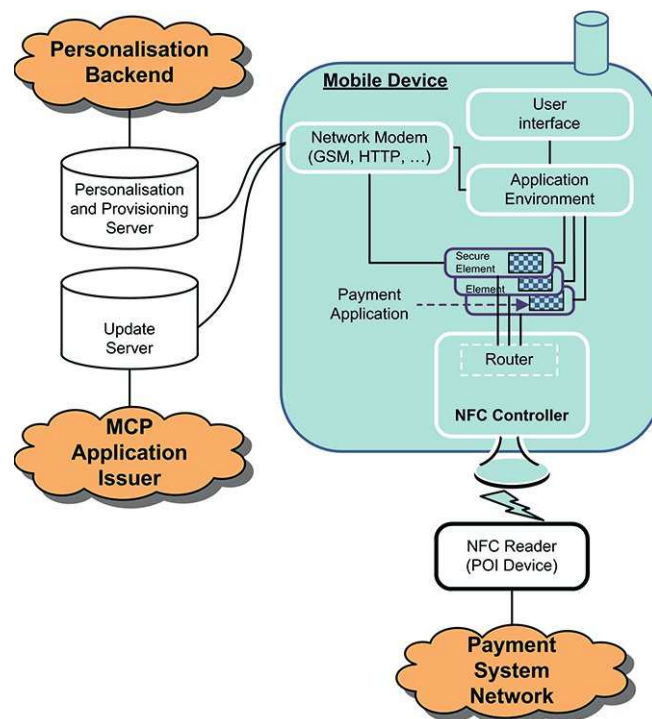 Personalisation
Backend
Personalisation
and Provisioning
Server
Update
Server
MCP
Application
Issuer
Mobile Device
Network Modem
(GSM, HTTP, …)
User
interface
Application
Environment
Secure
Element
Element
Payment
Application
Router
NFC Controller
NFC Reader
(POI Device)
Payment
System
Network